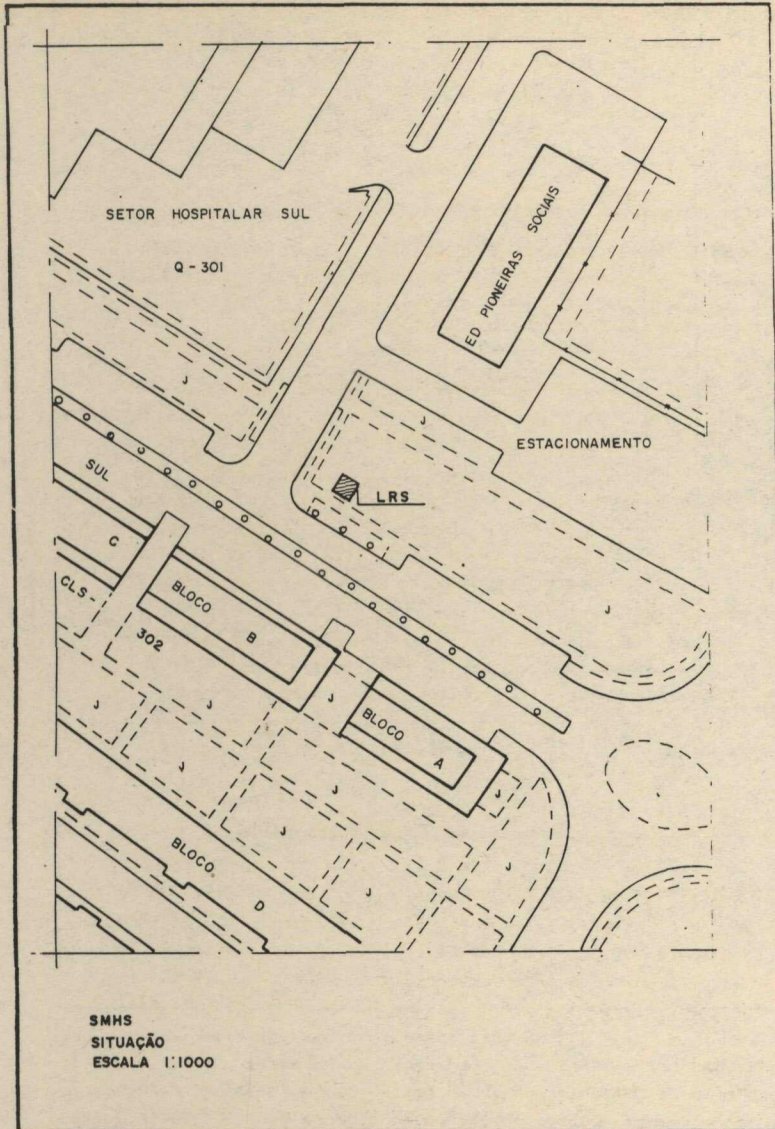 SETOR HOSPITALAR SUL
Q-301
ED PIONEIRAS SOCIAIS
J
J
ESTACIONAMENTO
LRS
SUL
C
CLS-
302
BLOCO B
J
BLOCO A
J
J
J
J
J
J
J
J
J
BLOCO D
SMHS
SITUAÇÃO
ESCALA 1:1000